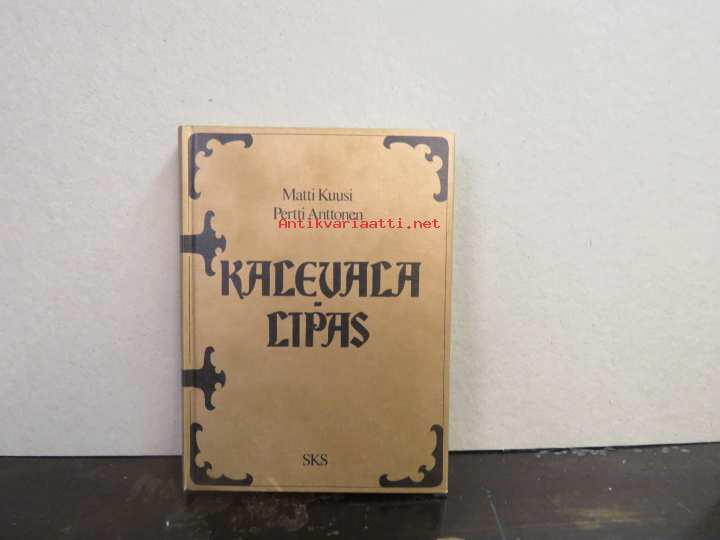 Matti Kuusi
Pertti Anttonen
Antikvariaatti.net
KALEVALA
-
LIPAS
SKS